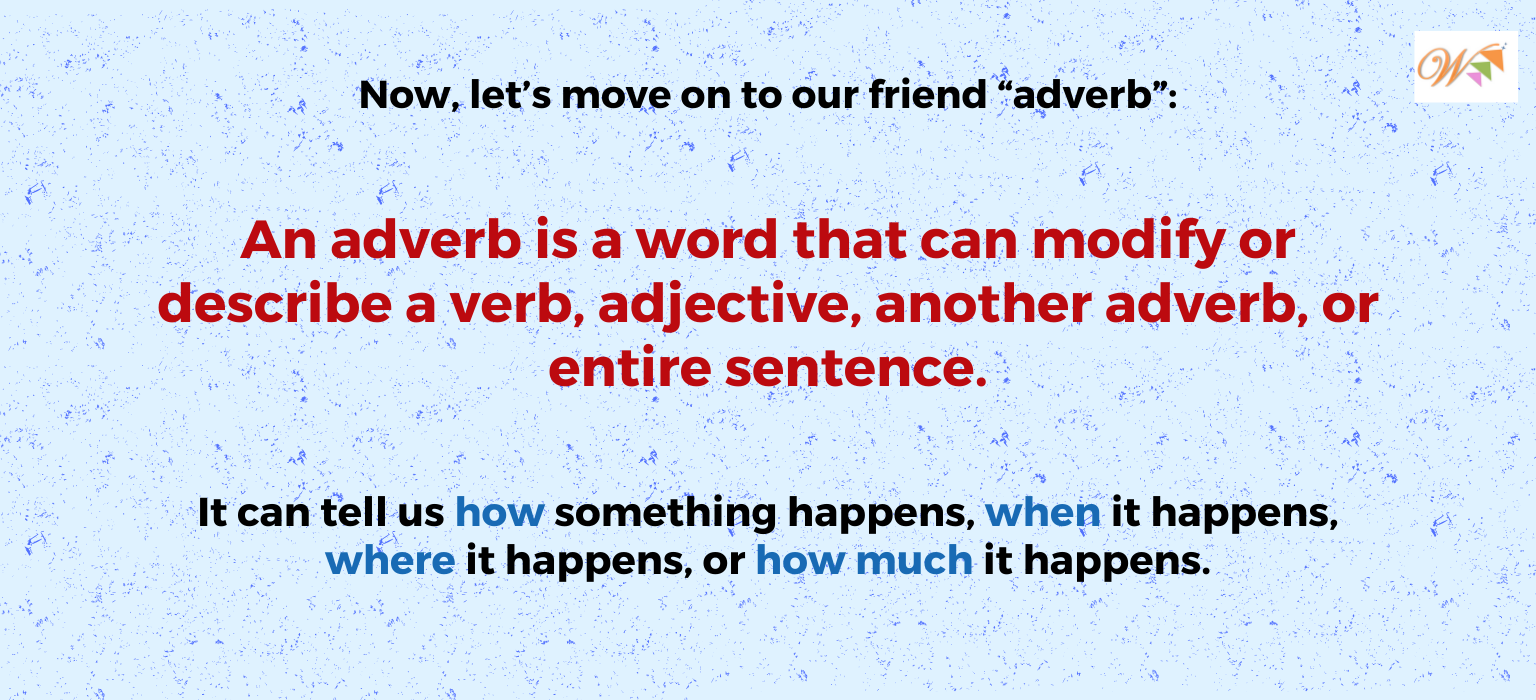 Now, let’s move on to our friend “adverb”:
W
An adverb is a word that can modify or
describe a verb, adjective, another adverb, or
entire sentence.
It can tell us how something happens, when it happens,
where it happens, or how much it happens.